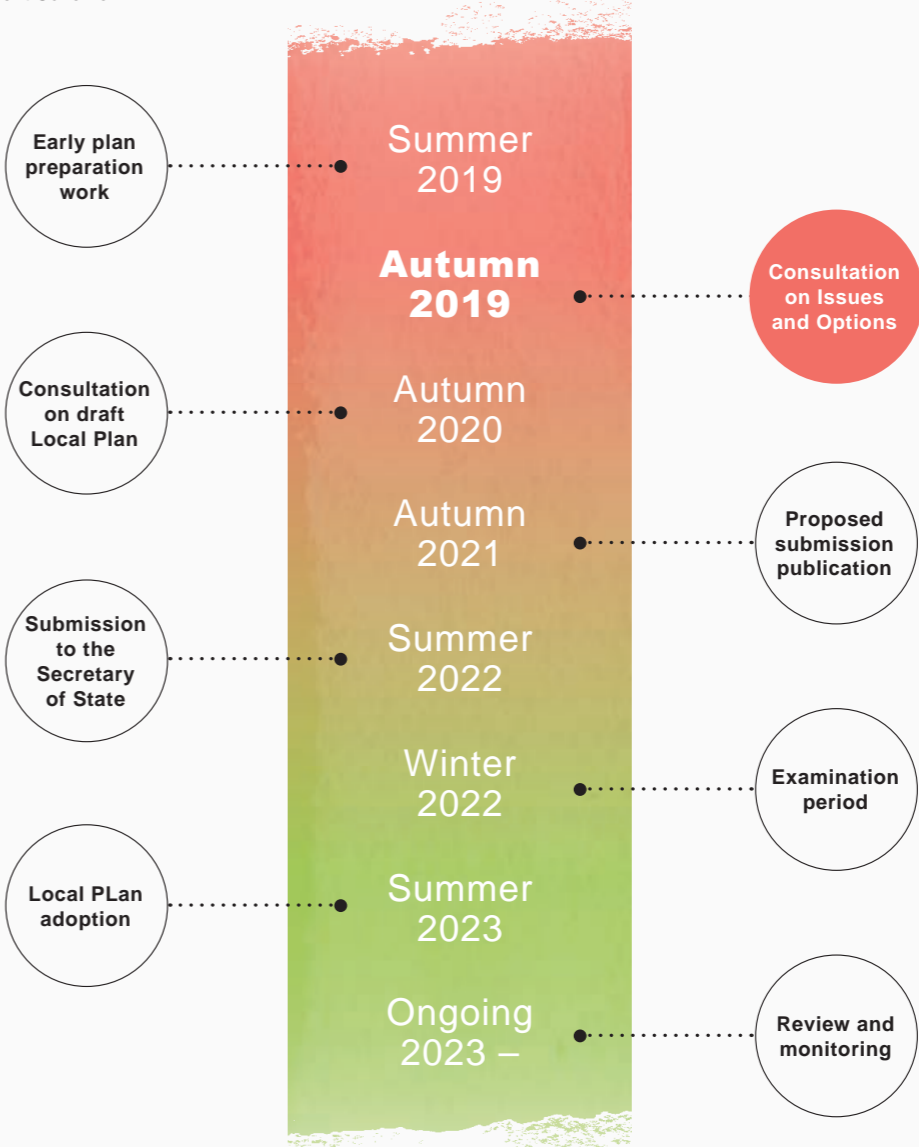 Early plan
preparation
work
Summer
2019
Autumn
2019
Consultation
on Issues
and Options
Consultation
on draft
Local Plan
Autumn
2020
Autumn
2021
Proposed
submission
publication
Submission
to the
Secretary
of State
Summer
2022
Winter
2022
Examination
period
Local PLan
adoption
Summer
2023
Ongoing
2023 –
Review and
monitoring